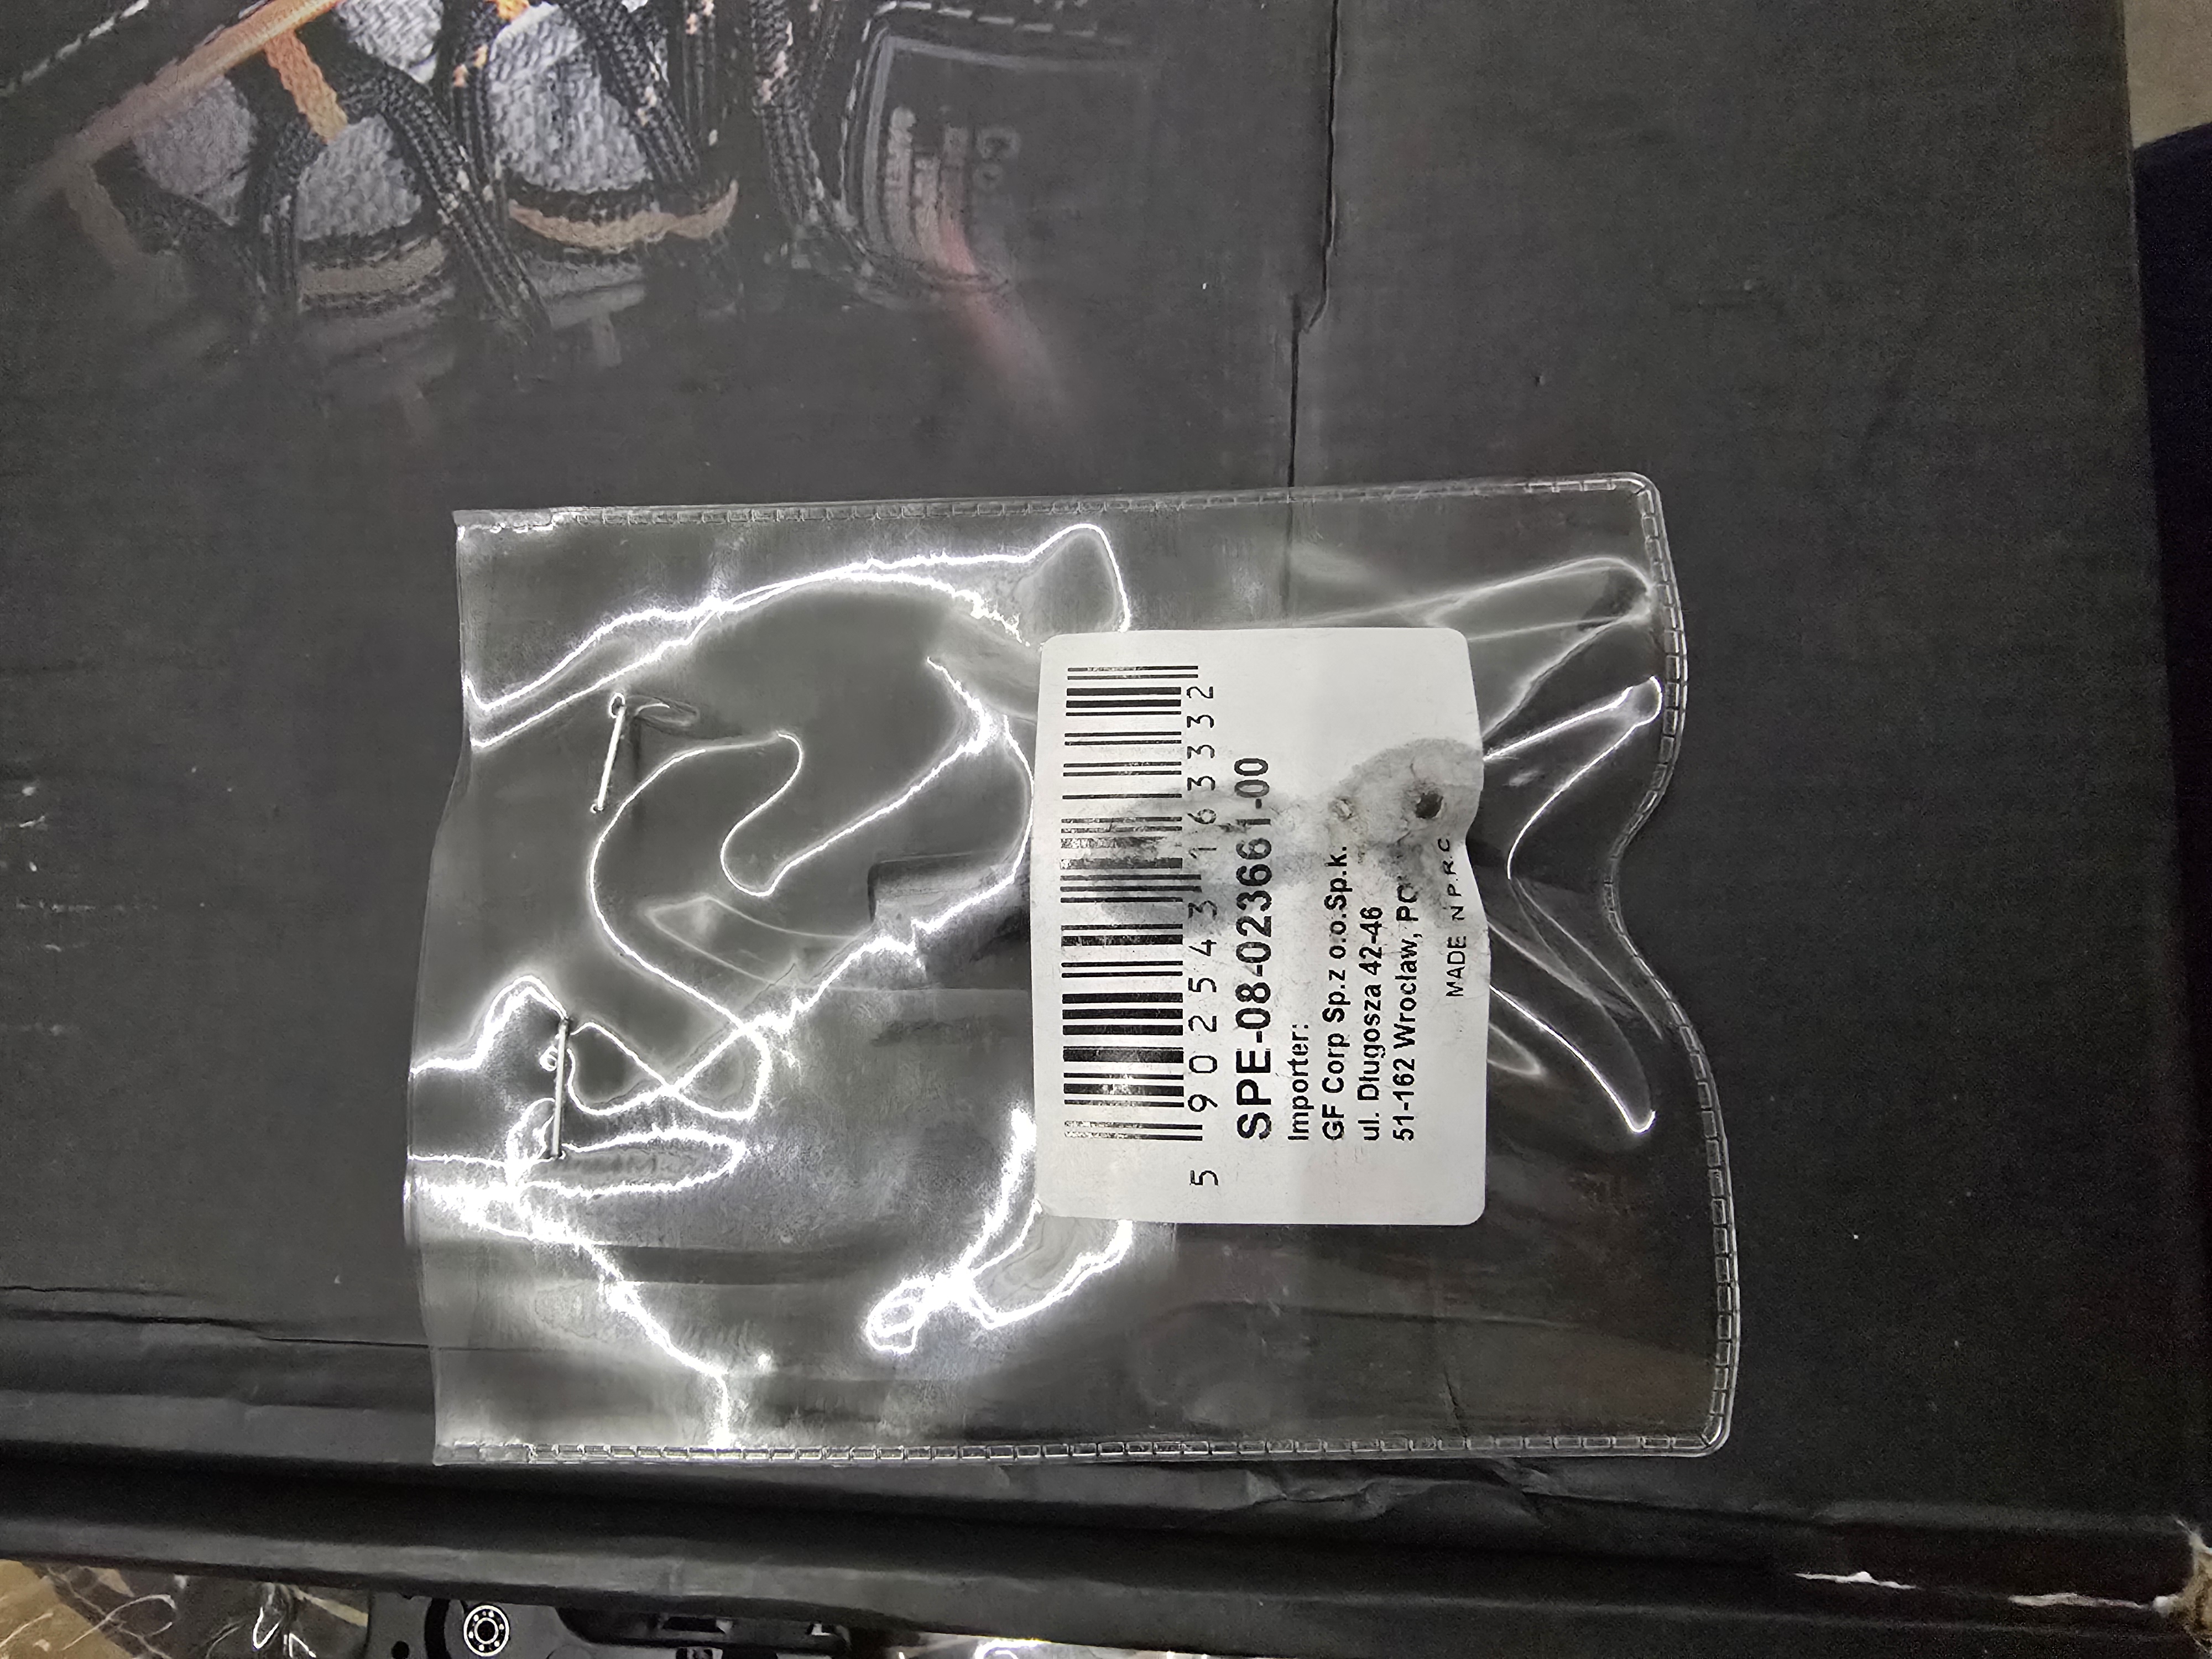 5 902543 163332
SPE-08-023661-00
Importer:
GF Corp Sp.z o.o.Sp.k.
ul. Długosza 42-46
51-162 Wrocław, PO
MADE N P.R.C